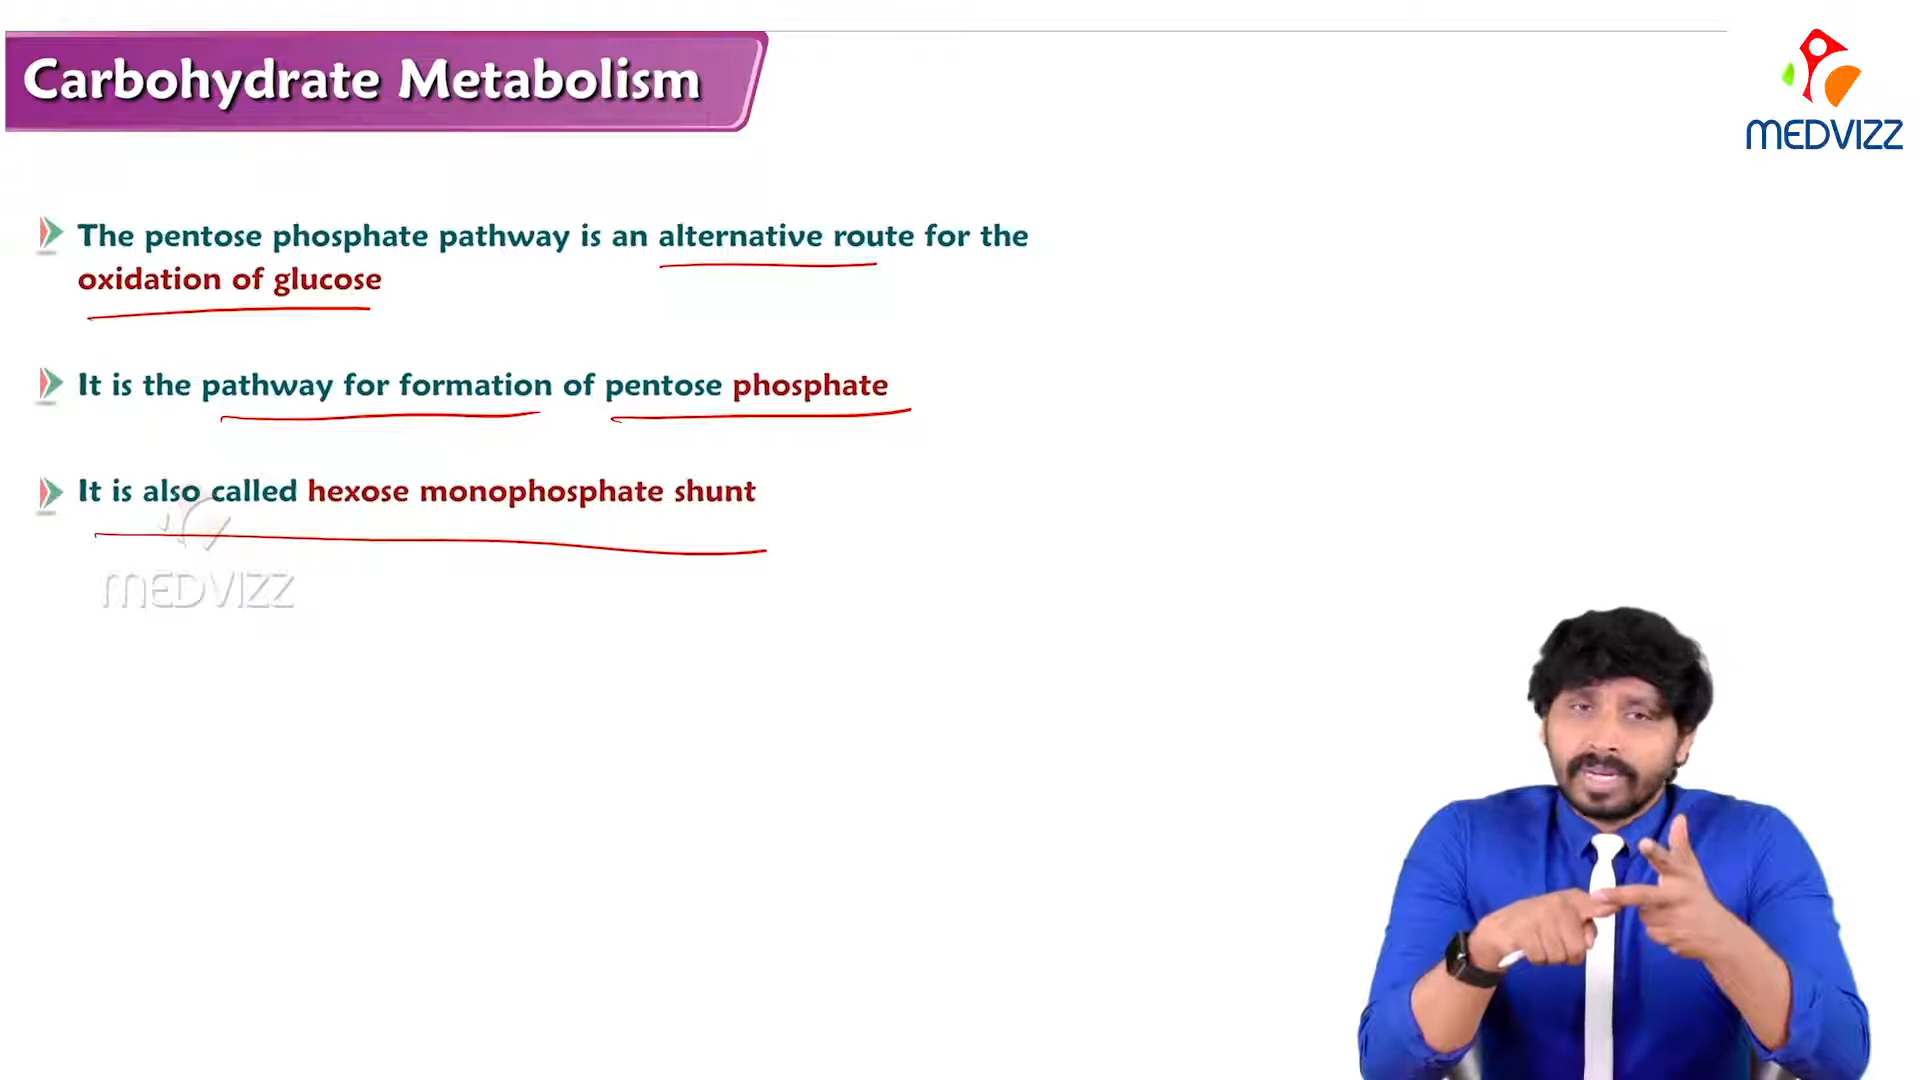 Carbohydrate Metabolism
MEDVIZZ
The pentose phosphate pathway is an alternative route for the
oxidation of glucose
It is the pathway for formation of pentose phosphate
It is also called hexose monophosphate shunt
MEDVIZZ